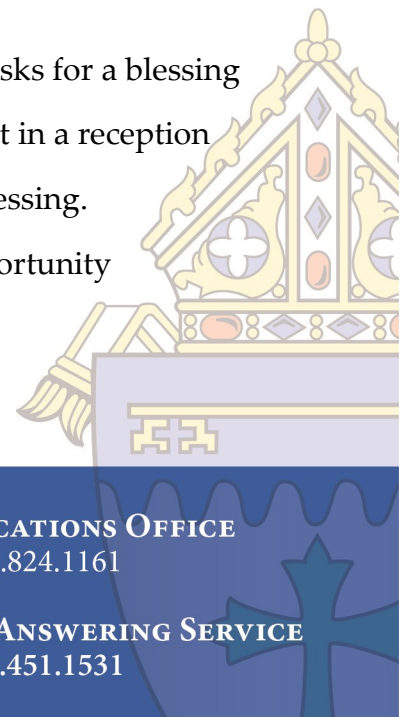 sks for a blessing
t in a reception
essing.
ortunity
CATIONS OFFICE
.824.1161
ANSWERING SERVICE
.451.1531